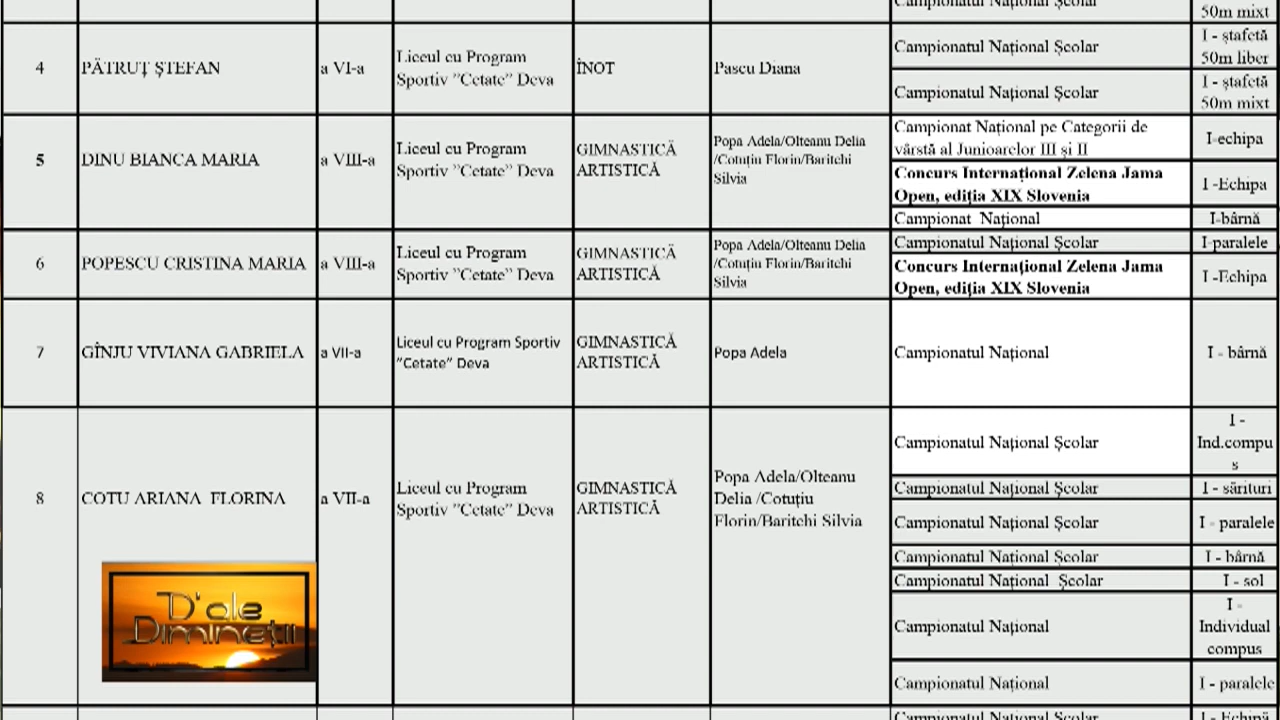 Campionatul Național Școlar
50m mixt
4
PĂTRUȚ ȘTEFAN
a VI-a
Liceul cu Program
Sportiv ”Cetate” Deva
ÎNOT
Pascu Diana
Campionatul Național Școlar
I - ștafetă
50m liber
Campionatul Național Școlar
I - ștafetă
50m mixt
5
DINU BIANCA MARIA
a VIII-a
Liceul cu Program
Sportiv ”Cetate” Deva
GIMNASTICĂ
ARTISTICĂ
Popa Adela/Olteanu Delia
/Cotuțiu Florin/Baritchi
Silvia
Campionat Național pe Categorii de
vârstă al Junioarelor III și II
I-echipa
Concurs Internațional Zelena Jama
Open, ediția XIX Slovenia
I -Echipa
Campionat Național
I-bârnă
6
POPESCU CRISTINA MARIA
a VIII-a
Liceul cu Program
Sportiv ”Cetate” Deva
GIMNASTICĂ
ARTISTICĂ
Popa Adela/Olteanu Delia
/Cotuțiu Florin/Baritchi
Silvia
Campionatul Național Școlar
I-paralele
Concurs Internațional Zelena Jama
Open, ediția XIX Slovenia
I -Echipa
7
GÎNJU VIVIANA GABRIELA
a VII-a
Liceul cu Program Sportiv
”Cetate” Deva
GIMNASTICĂ
ARTISTICĂ
Popa Adela
Campionatul Național
I - bârnă
8
COTU ARIANA FLORINA
a VII-a
Liceul cu Program
Sportiv ”Cetate” Deva
GIMNASTICĂ
ARTISTICĂ
Popa Adela/Olteanu
Delia /Cotuțiu
Florin/Baritchi Silvia
Campionatul Național Școlar
I -
Ind.compu
s
Campionatul Național Școlar
I - sărituri
Campionatul Național Școlar
I - paralele
Campionatul Național Școlar
I - bârnă
Campionatul Național Școlar
I - sol
Campionatul Național
I -
Individual
compus
Campionatul Național
I - paralele
Campionatul Național Școlar
I - Echipă
D'ale
Dimineții